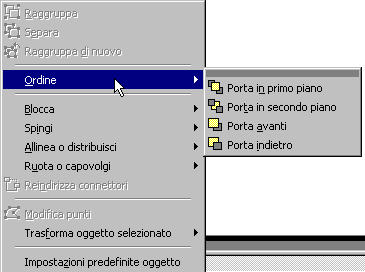 Raggruppa
Separa
Raggruppa di nuovo
Ordine
Porta in primo piano
Porta in secondo piano
Porta avanti
Porta indietro
Blocca
Spingi
Allinea o distribuisci
Ruota o capovolgi
Reindirizza connettori
Modifica punti
Trasforma oggetto selezionato
Impostazioni predefinite oggetto